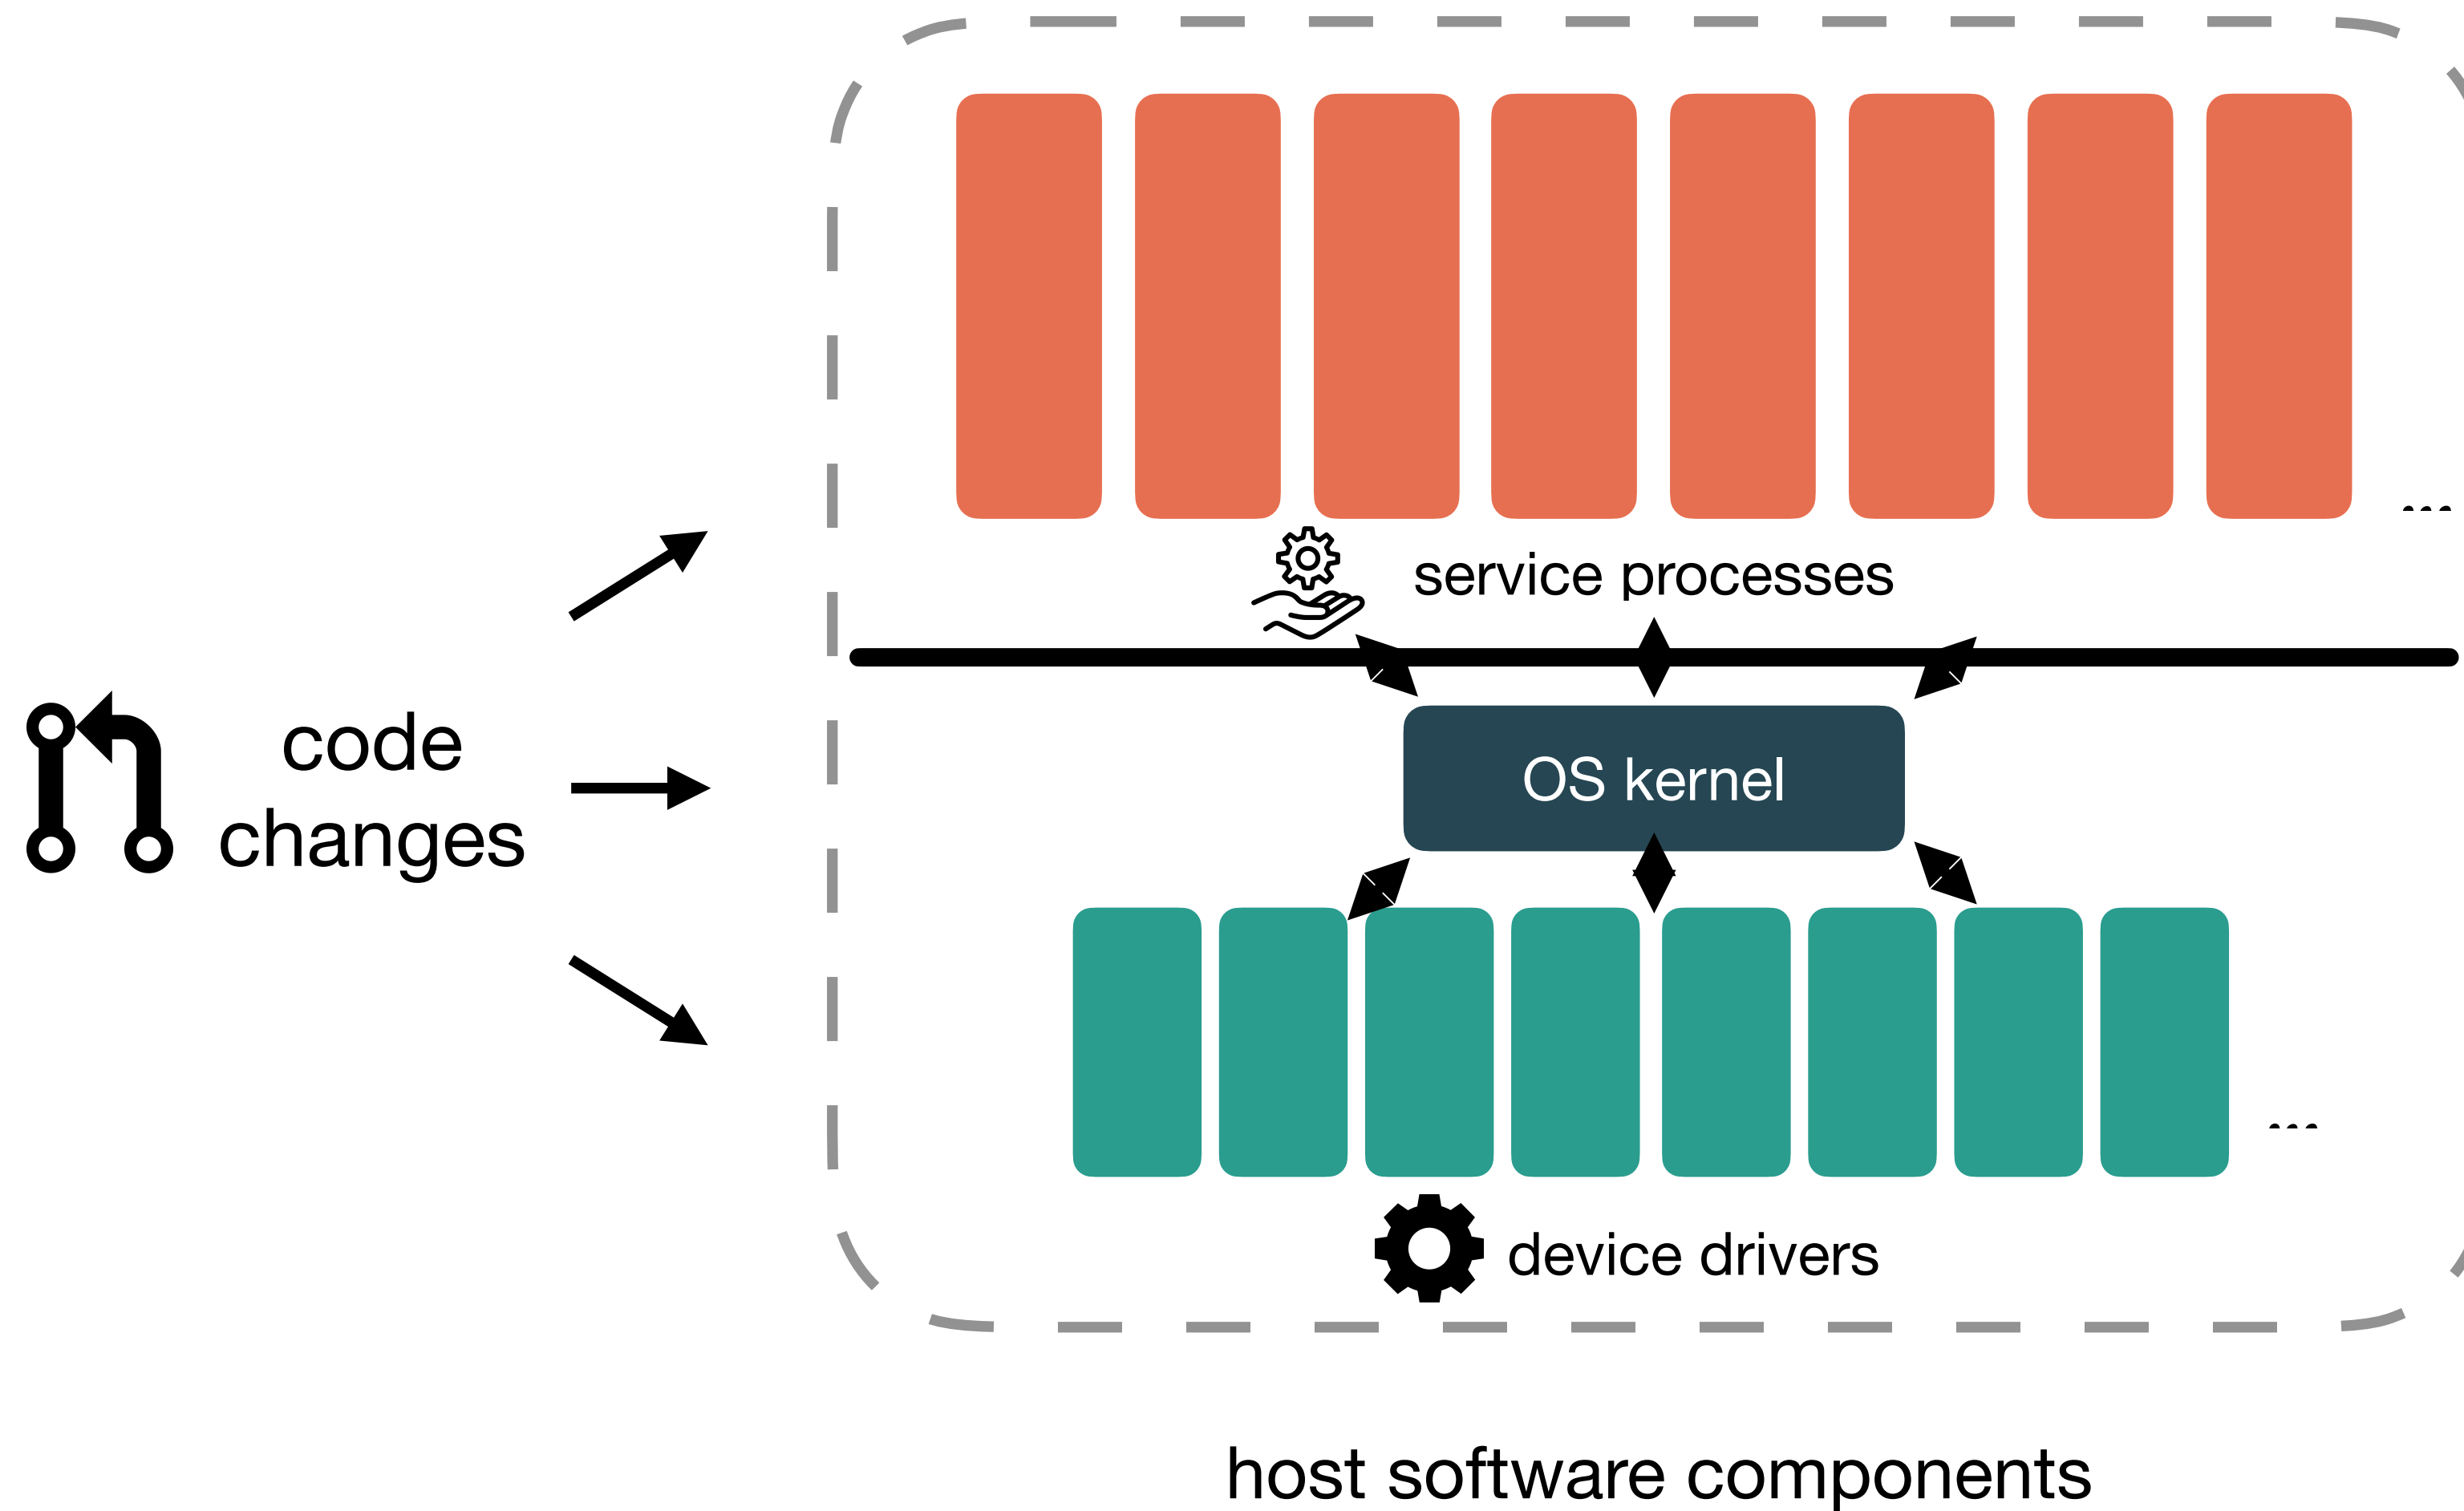 ...
service processes
code
changes
OS kernel
...
device drivers
host software components